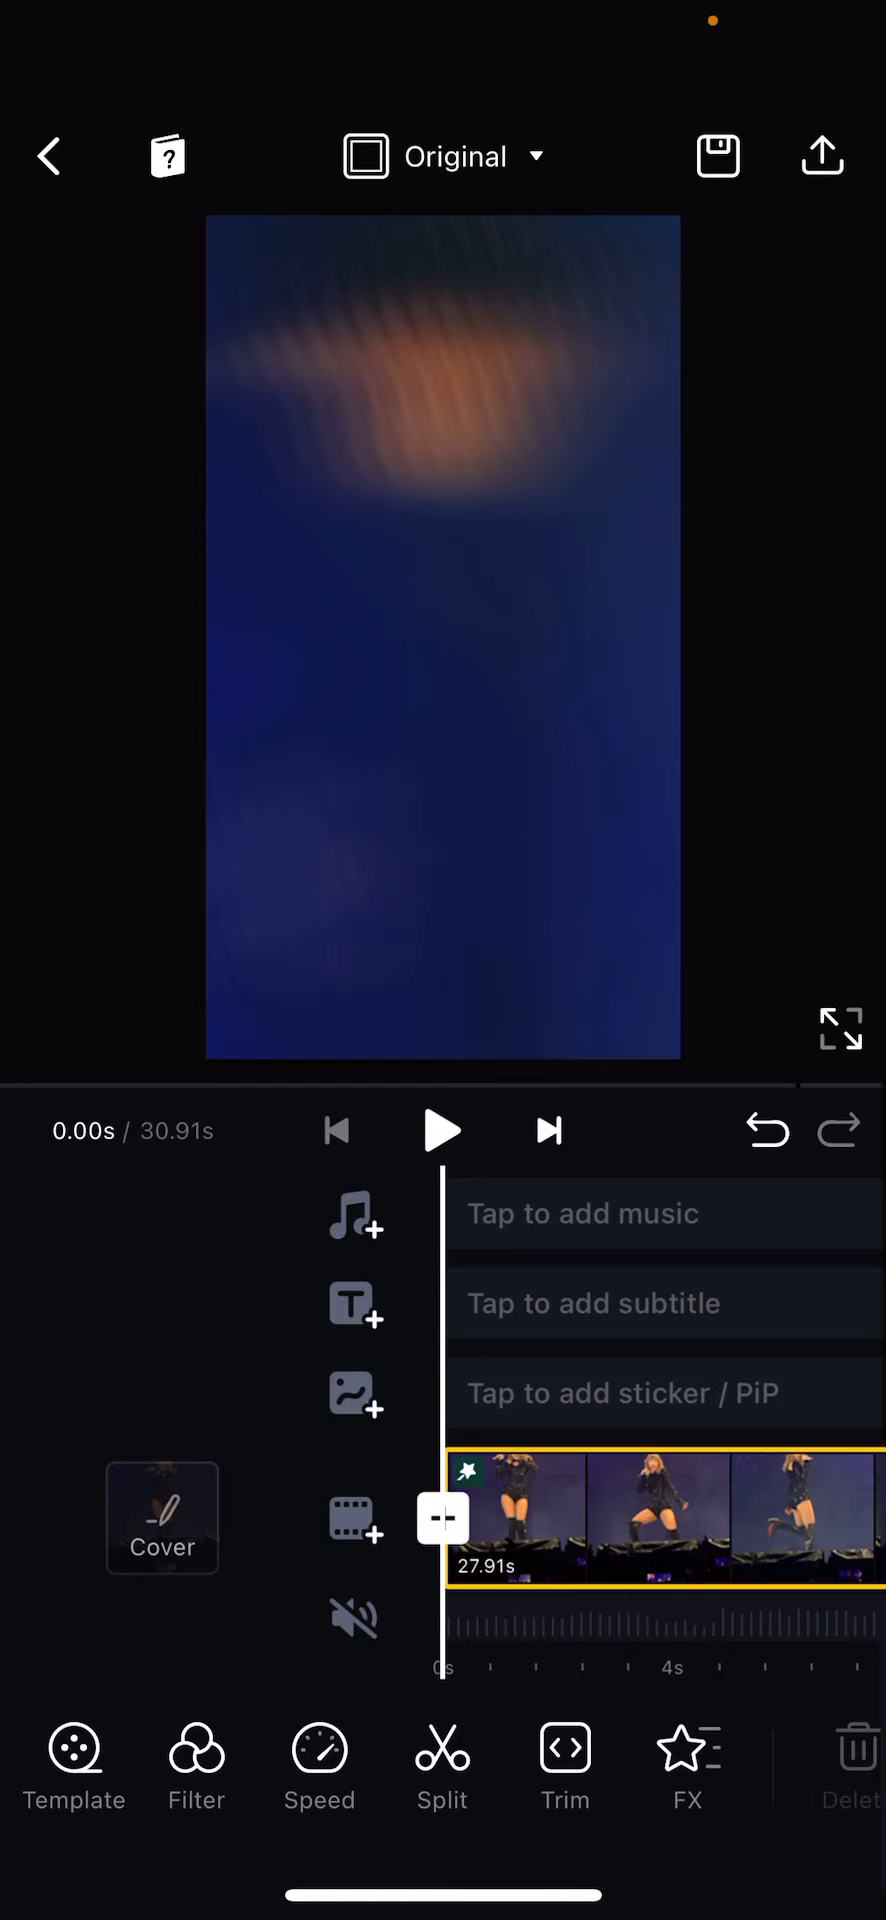 ?
Original
0.00s / 30.91s
Tap to add music
T
Tap to add subtitle
Tap to add sticker / PiP
Cover
27.91s
0s
4s
Template
Filter
Speed
Split
Trim
FX
Delet